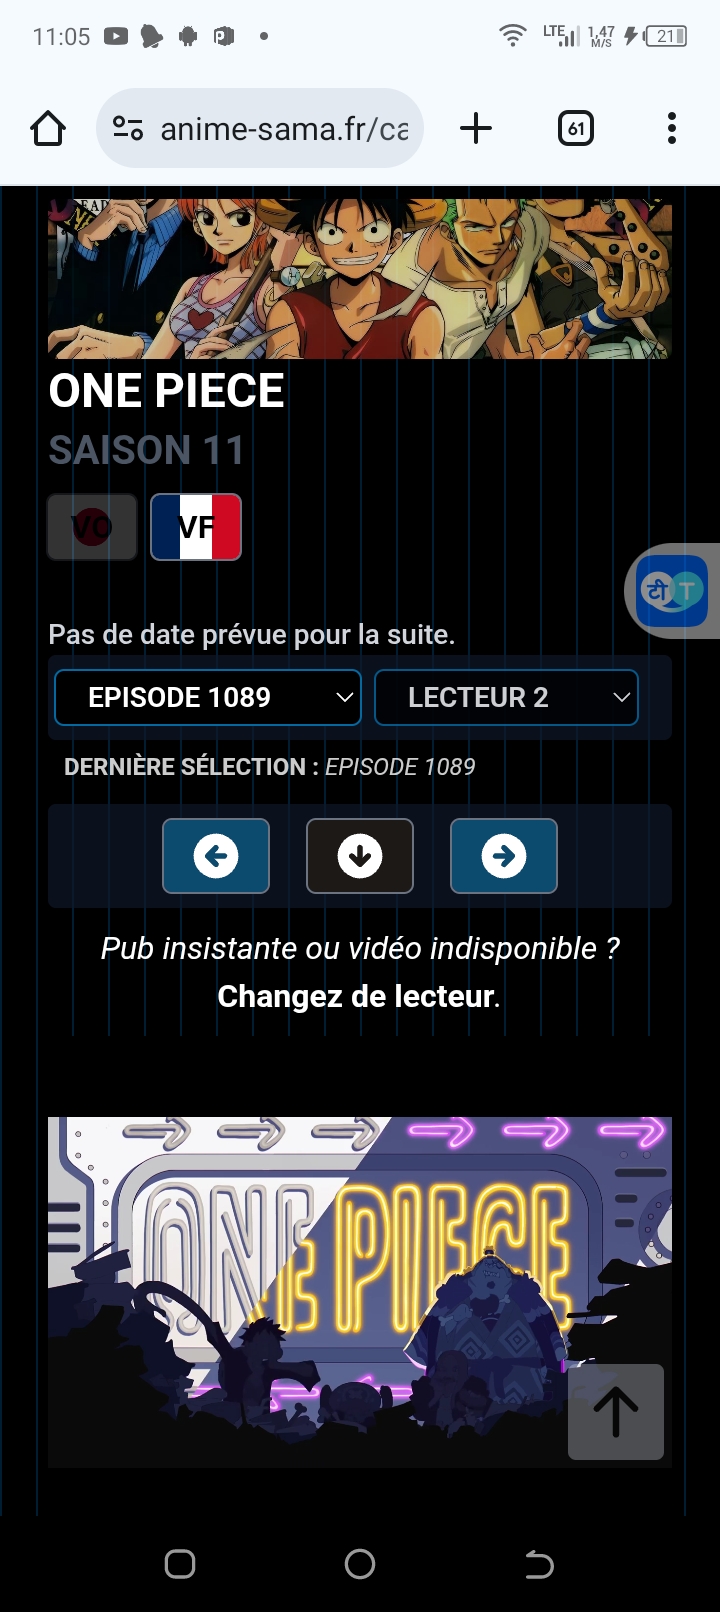 11:05
LTE 1,47 M/S 21
anime-sama.fr/ca
61
ONE PIECE
SAISON 11
VO VF
टी T
Pas de date prévue pour la suite.
EPISODE 1089 LECTEUR 2
DERNIÈRE SÉLECTION : EPISODE 1089
Pub insistante ou vidéo indisponible ?
Changez de lecteur.
ONE PIECE